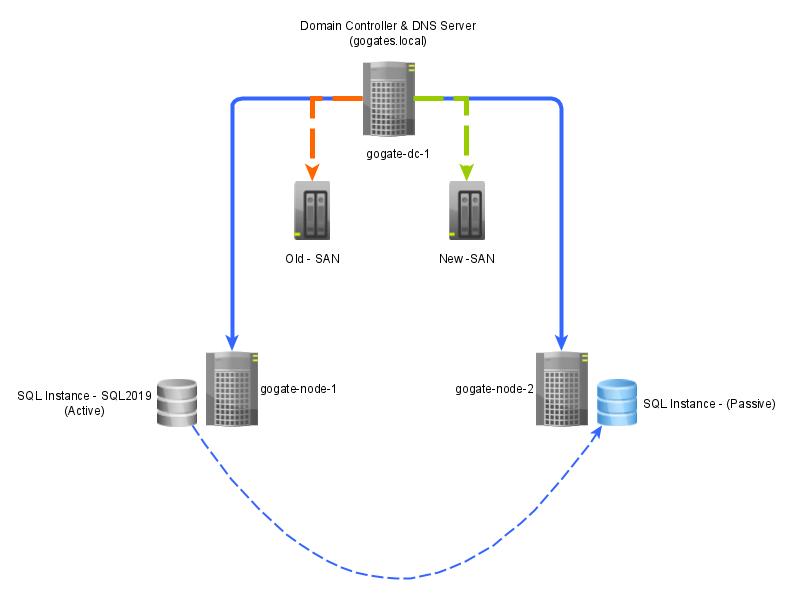 Domain Controller & DNS Server
(gogates.local)
gogate-dc-1
Old - SAN
New -SAN
SQL Instance - SQL2019
(Active)
gogate-node-1
gogate-node-2
SQL Instance - (Passive)